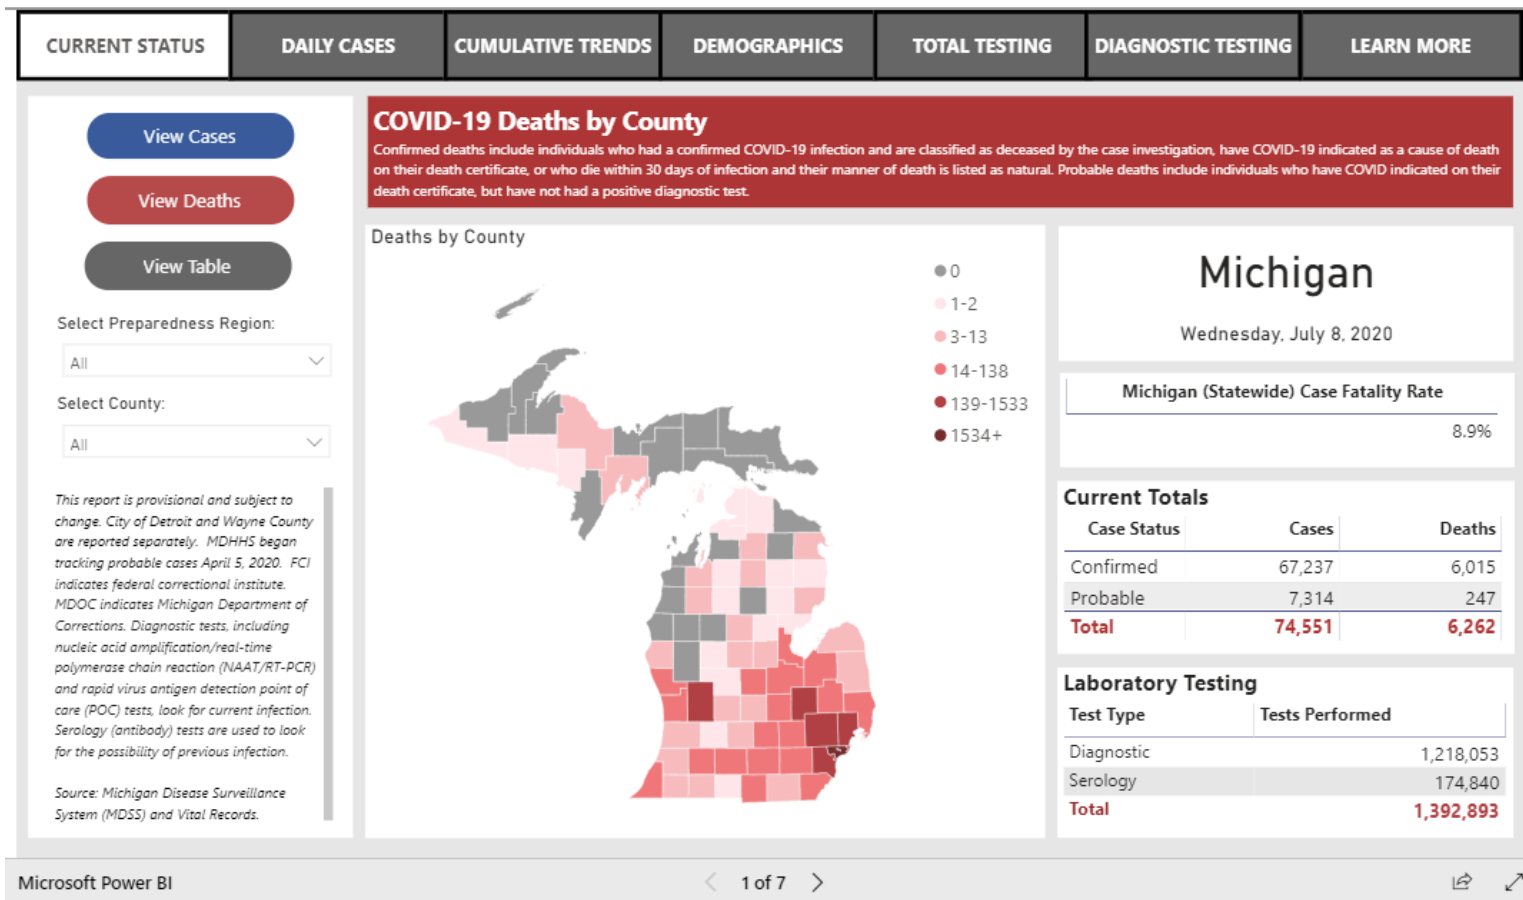 CURRENT STATUS
DAILY CASES
CUMULATIVE TRENDS
DEMOGRAPHICS
TOTAL TESTING
DIAGNOSTIC TESTING
LEARN MORE
View Cases
View Deaths
View Table
Select Preparedness Region:
All
Select County:
All
This report is provisional and subject to
change. City of Detroit and Wayne County
are reported separately. MDHHS began
tracking probable cases April 5, 2020. FCI
indicates federal correctional institute.
MDOC indicates Michigan Department of
Corrections. Diagnostic tests, including
nucleic acid amplification/real-time
polymerase chain reaction (NAAT/RT-PCR)
and rapid virus antigen detection point of
care (POC) tests, look for current infection.
Serology (antibody) tests are used to look
for the possibility of previous infection.
Source: Michigan Disease Surveillance
System (MDSS) and Vital Records.
COVID-19 Deaths by County
Confirmed deaths include individuals who had a confirmed COVID-19 infection and are classified as deceased by the case investigation, have COVID-19 indicated as a cause of death
on their death certificate, or who die within 30 days of infection and their manner of death is listed as natural. Probable deaths include individuals who have COVID indicated on their
death certificate, but have not had a positive diagnostic test.
Deaths by County
0
1-2
3-13
14-138
139-1533
1534+
Michigan
Wednesday, July 8, 2020
Michigan (Statewide) Case Fatality Rate
8.9%
Current Totals
Case Status Cases Deaths
Confirmed 67,237 6,015
Probable 7,314 247
Total 74,551 6,262
Laboratory Testing
Test Type Tests Performed
Diagnostic 1,218,053
Serology 174,840
Total 1,392,893
Microsoft Power BI
1 of 7